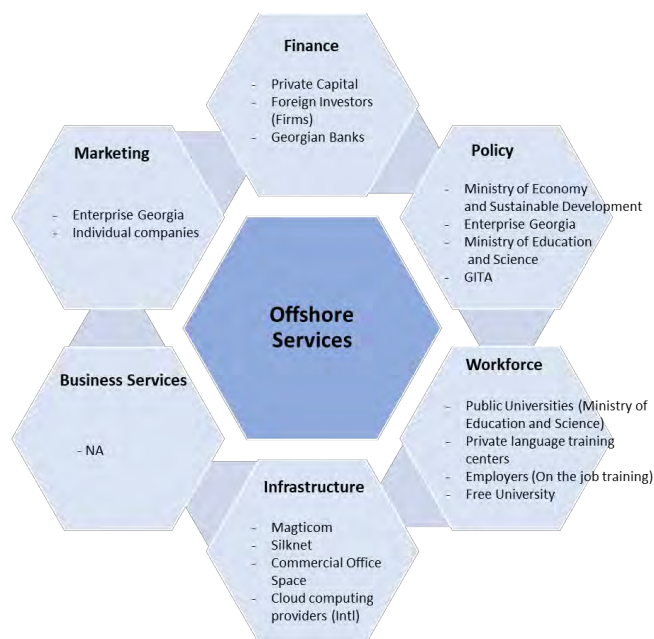 Finance
- Private Capital
- Foreign Investors
(Firms)
- Georgian Banks
Policy
- Ministry of Economy
and Sustainable Development
- Enterprise Georgia
- Ministry of Education
and Science
- GITA
Workforce
- Public Universities (Ministry of
Education and Science)
- Private language training
centers
- Employers (On the job training)
- Free University
Infrastructure
- Magticom
- Silknet
- Commercial Office
Space
- Cloud computing
providers (Intl)
Business Services
- NA
Marketing
- Enterprise Georgia
- Individual companies
Offshore
Services